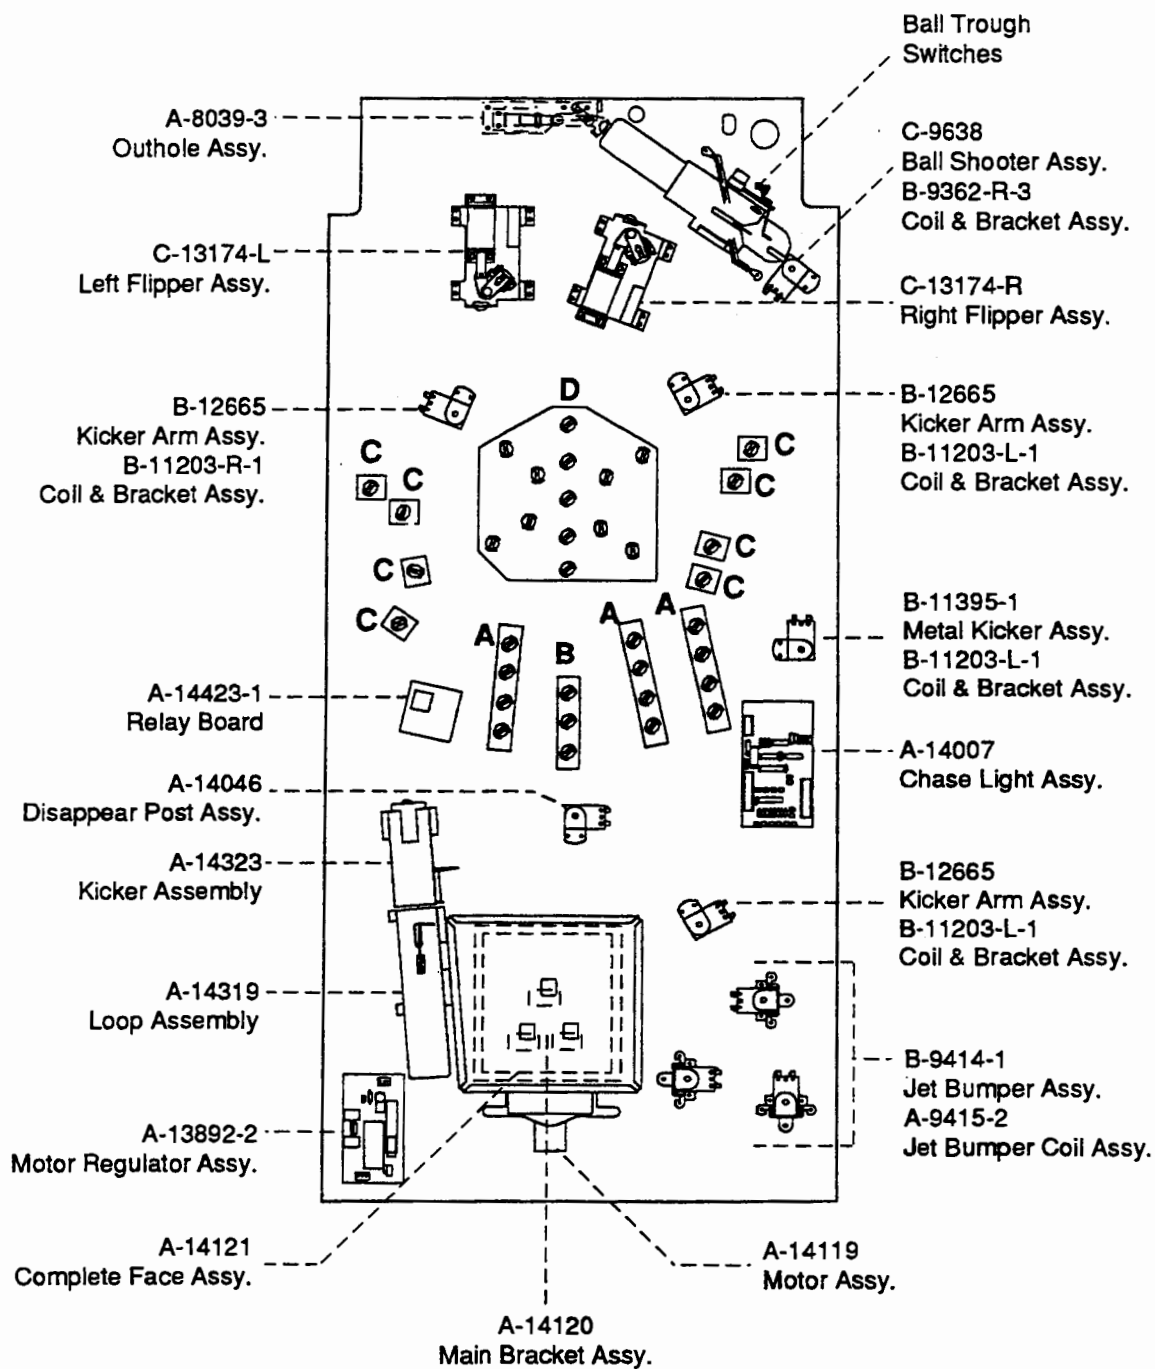 Ball Trough
Switches
A-8039-3
Outhole Assy.
C-9638
Ball Shooter Assy.
B-9362-R-3
Coil & Bracket Assy.
C-13174-L
Left Flipper Assy.
C-13174-R
Right Flipper Assy.
B-12665
Kicker Arm Assy.
B-11203-R-1
Coil & Bracket Assy.
D
B-12665
Kicker Arm Assy.
B-11203-L-1
Coil & Bracket Assy.
C
C
C
C
C
C
C
C
A
B
A
A
B-11395-1
Metal Kicker Assy.
B-11203-L-1
Coil & Bracket Assy.
A-14423-1
Relay Board
A-14007
Chase Light Assy.
A-14046
Disappear Post Assy.
A-14323
Kicker Assembly
B-12665
Kicker Arm Assy.
B-11203-L-1
Coil & Bracket Assy.
A-14319
Loop Assembly
B-9414-1
Jet Bumper Assy.
A-9415-2
Jet Bumper Coil Assy.
A-13892-2
Motor Regulator Assy.
A-14121
Complete Face Assy.
A-14119
Motor Assy.
A-14120
Main Bracket Assy.